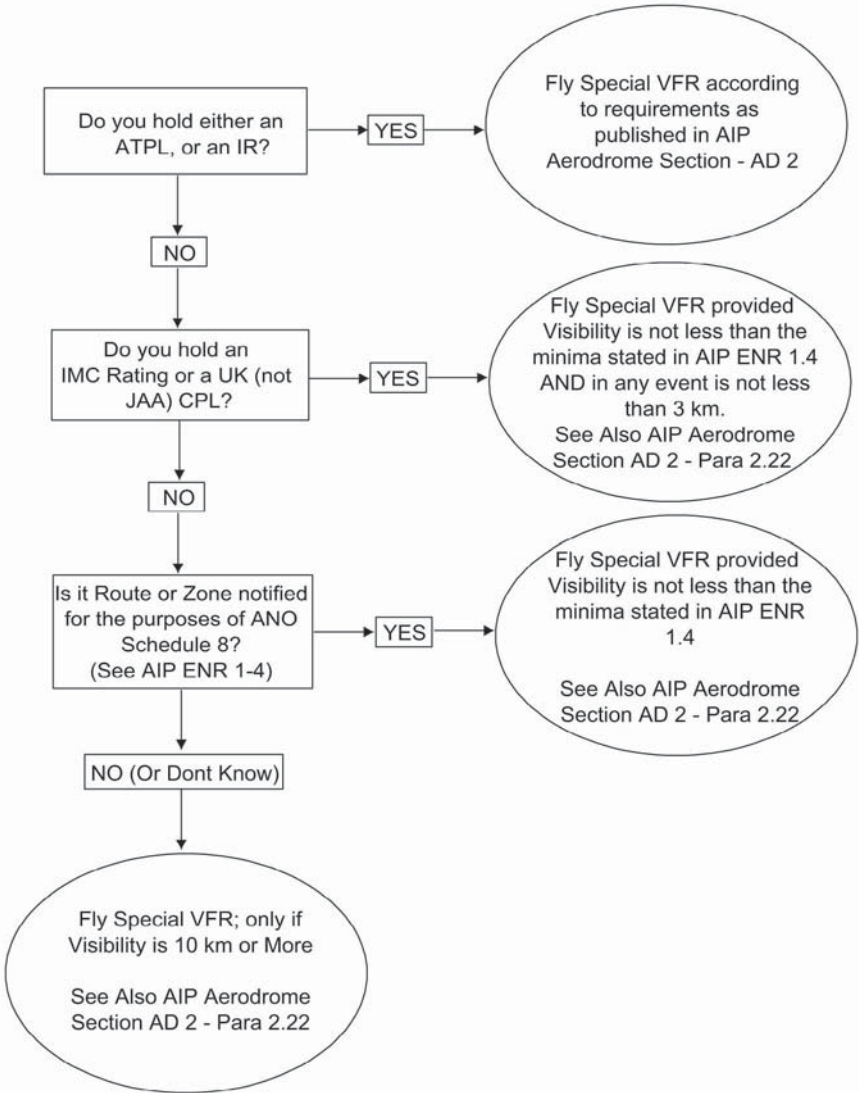 Do you hold either an
ATPL, or an IR?
YES
Fly Special VFR according
to requirements as
published in AIP
Aerodrome Section - AD 2
NO
Do you hold an
IMC Rating or a UK (not
JAA) CPL?
YES
Fly Special VFR provided
Visibility is not less than the
minima stated in AIP ENR 1.4
AND in any event is not less
than 3 km.
See Also AIP Aerodrome
Section AD 2 - Para 2.22
NO
Is it Route or Zone notified
for the purposes of ANO
Schedule 8?
(See AIP ENR 1-4)
YES
Fly Special VFR provided
Visibility is not less than the
minima stated in AIP ENR
1.4
See Also AIP Aerodrome
Section AD 2 - Para 2.22
NO (Or Dont Know)
Fly Special VFR; only if
Visibility is 10 km or More
See Also AIP Aerodrome
Section AD 2 - Para 2.22